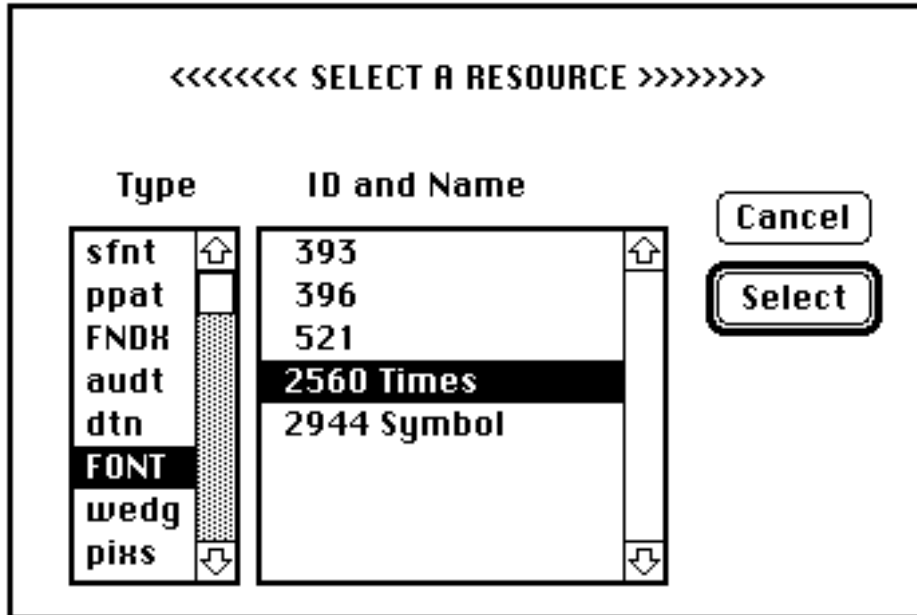 <<<<<<<< SELECT A RESOURCE >>>>>>>>
Type
ID and Name
sfnt
ppat
FNDX
audt
dtn
FONT
wedg
pixs
393
396
521
2560 Times
2944 Symbol
Cancel
Select